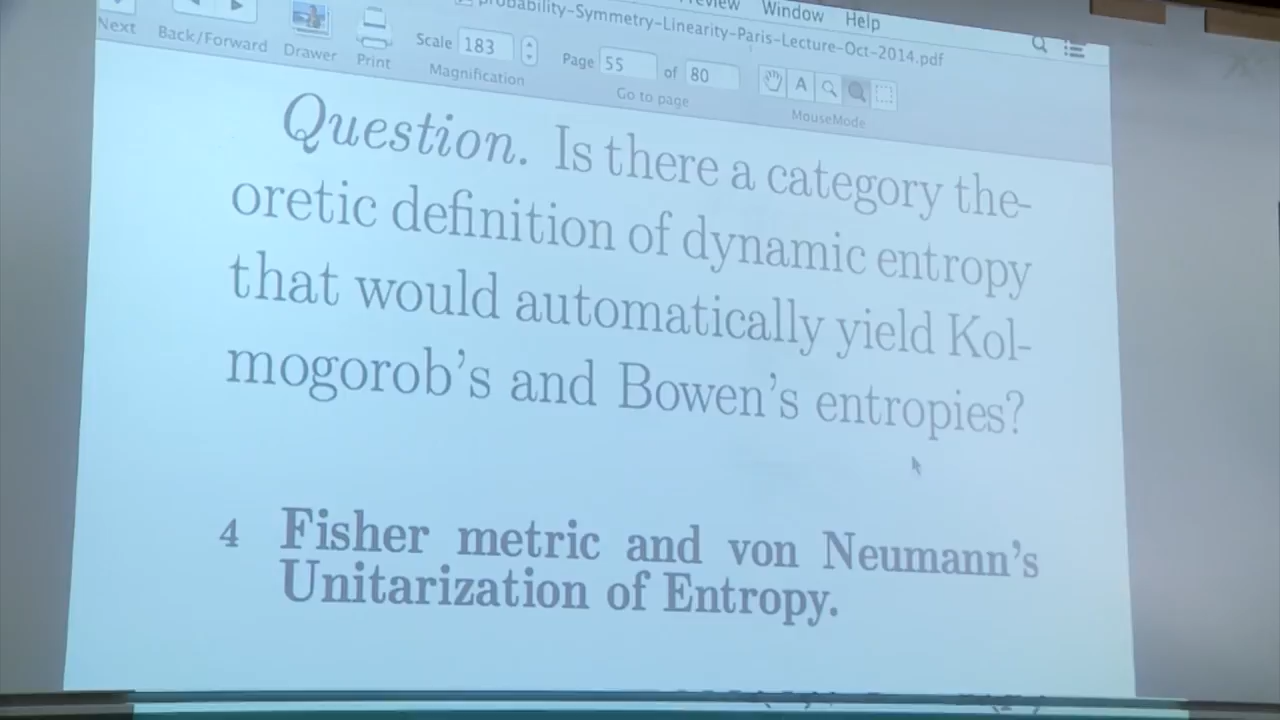 Preview Window Help
probability-Symmetry-Linearity-Paris-Lecture-Oct-2014.pdf
Next Back/Forward Drawer Print Scale 183 Magnification Page 55 of 80 Go to page A MouseMode
Question. Is there a category the-
oretic definition of dynamic entropy
that would automatically yield Kol-
mogorob's and Bowen's entropies?
4 Fisher metric and von Neumann's
Unitarization of Entropy.